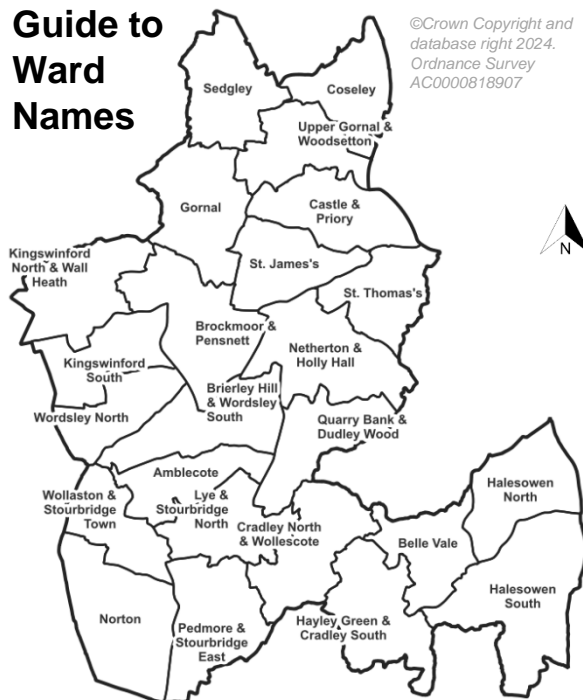 Guide to
Ward
Names
©Crown Copyright and
database right 2024.
Ordnance Survey
AC0000818907
Sedgley
Coseley
Upper Gornal &
Woodsetton
Gornal
Castle &
Priory
N
Kingswinford
North & Wall
Heath
St. James's
St. Thomas's
Brockmoor &
Pensnett
Netherton &
Holly Hall
Kingswinford
South
Brierley Hill
& Wordsley
South
Wordsley North
Quarry Bank &
Dudley Wood
Amblecote
Wollaston &
Stourbridge
Town
Lye &
Stourbridge
North
Cradley North
& Wollescote
Halesowen
North
Belle Vale
Halesowen
South
Norton
Pedmore &
Stourbridge
East
Hayley Green &
Cradley South